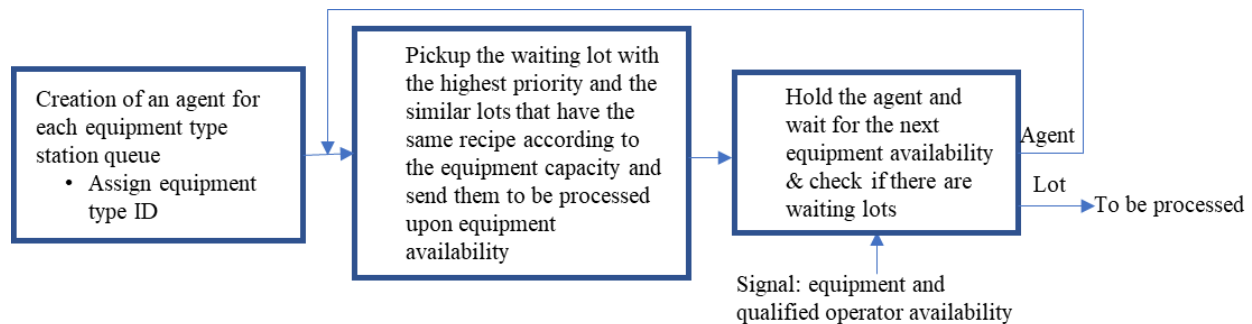 Creation of an agent for
each equipment type
station queue
• Assign equipment
type ID
Pickup the waiting lot with
the highest priority and the
similar lots that have the
same recipe according to
the equipment capacity and
send them to be processed
upon equipment
availability
Hold the agent and
wait for the next
equipment availability
& check if there are
waiting lots
Agent
Lot
To be processed
Signal: equipment and
qualified operator availability